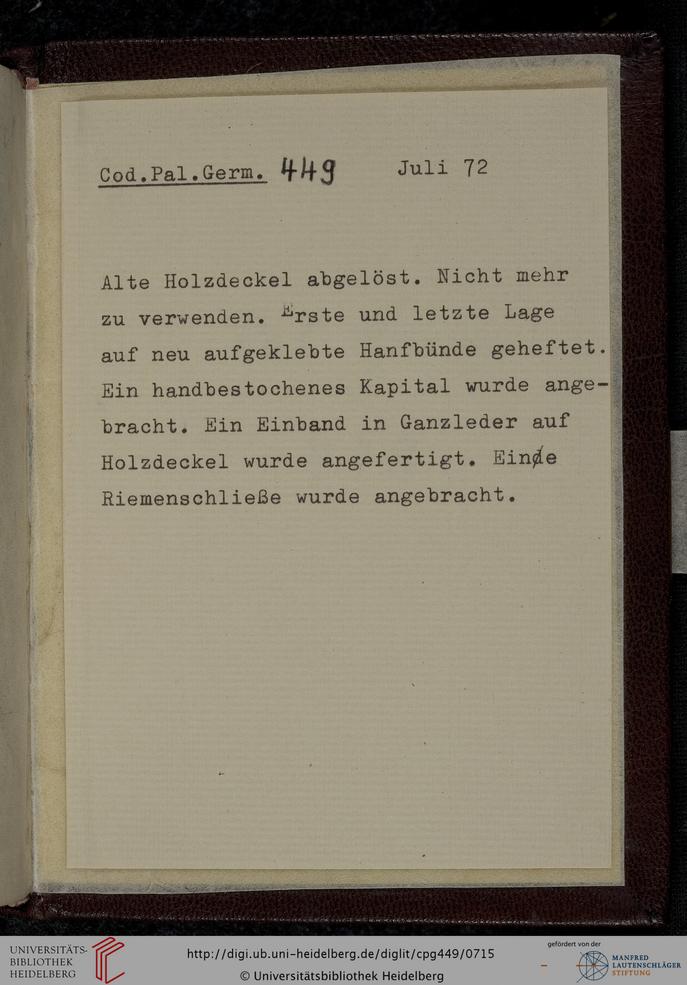 Cod.Pal.Germ. 449 Juli 72
Alte Holzdeckel abgelöst. Nicht mehr
zu verwenden. Erste und letzte Lage
auf neu aufgeklebte Hanfbünde geheftet.
Ein handbestochenes Kapital wurde ange-
bracht. Ein Einband in Ganzleder auf
Holzdeckel wurde angefertigt. Eine
Riemenschließe wurde angebracht.
UNIVERSITÄTS-
BIBLIOTHEK
HEIDELBERG
http://digi.ub.uni-heidelberg.de/diglit/cpg449/0715
© Universitätsbibliothek Heidelberg
gefördert von der
MANFRED
LAUTENSCHLÄGER
STIFTUNG